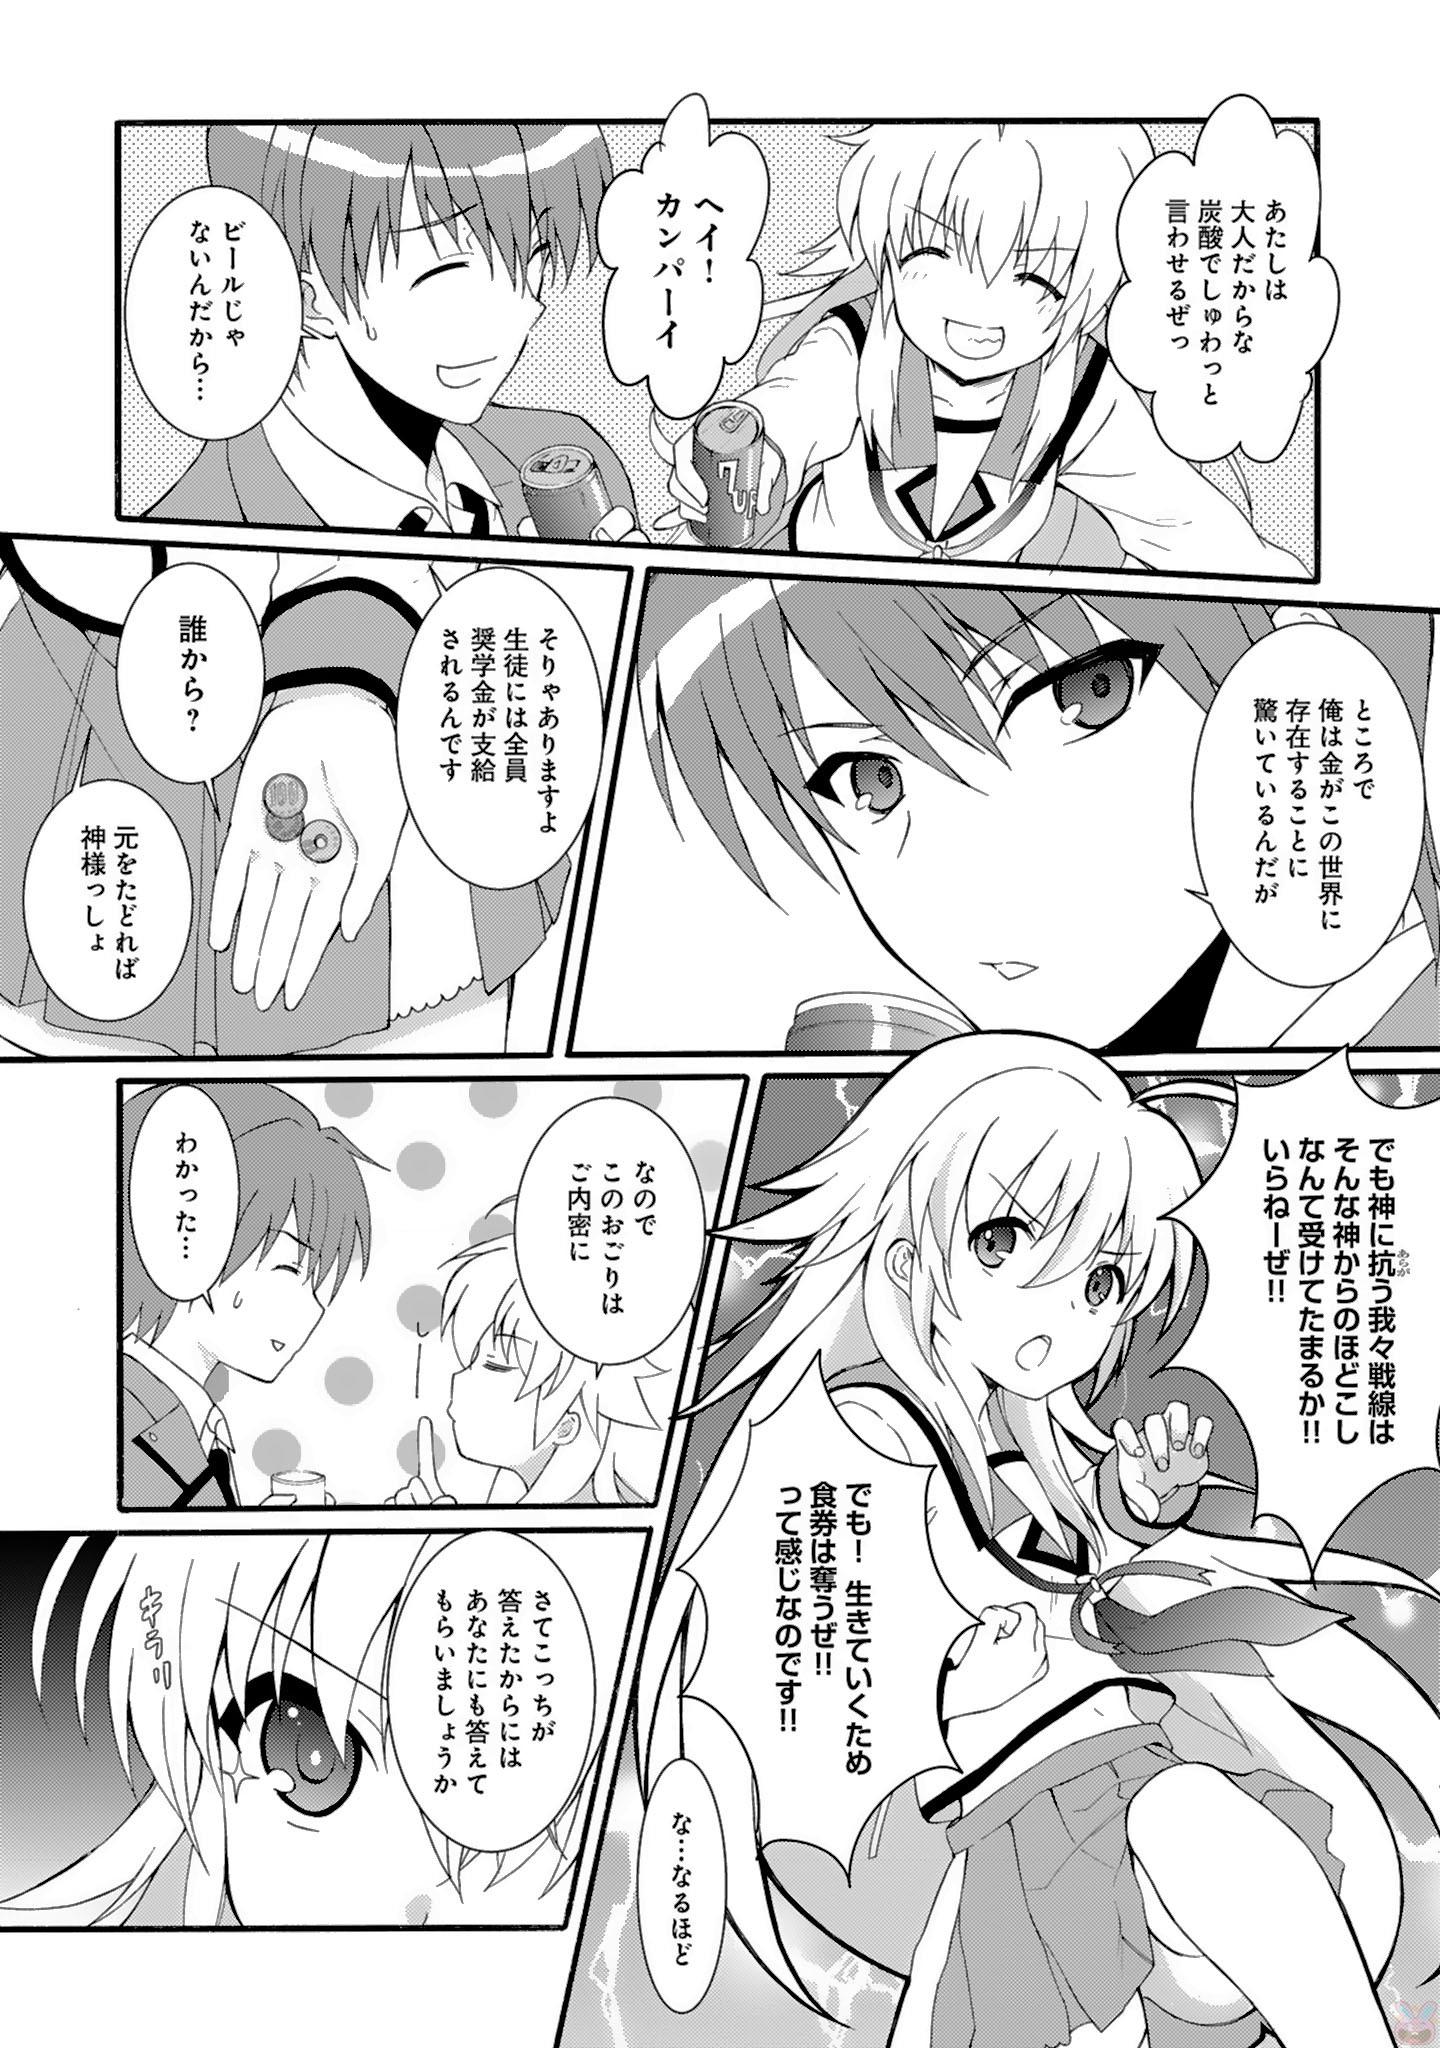 あたしは
大人だからな
炭酸でしゅわっと
言わせるぜっ
ヘイ!
カンパーイ
7UP
ビールじゃ
ないんだから…
ところで
俺は金がこの世界に
存在することに
驚いているんだが
そりゃありますよ
生徒には全員
奨学金が支給
されるんです
誰から?
100
元をたどれば
神様っしょ
でも神に抗う我々戦線は
あらが
そんな神からのほどこし
なんて受けてたまるか!!
いらねーぜ!!
でも! 生きていくため
食券は奪うぜ!!
って感じなのです!!
な…なるほど
なので
このおごりは
ご内密に
わかった…
さてこっちが
答えたからには
あなたにも答えて
もらいましょうか
キラリ